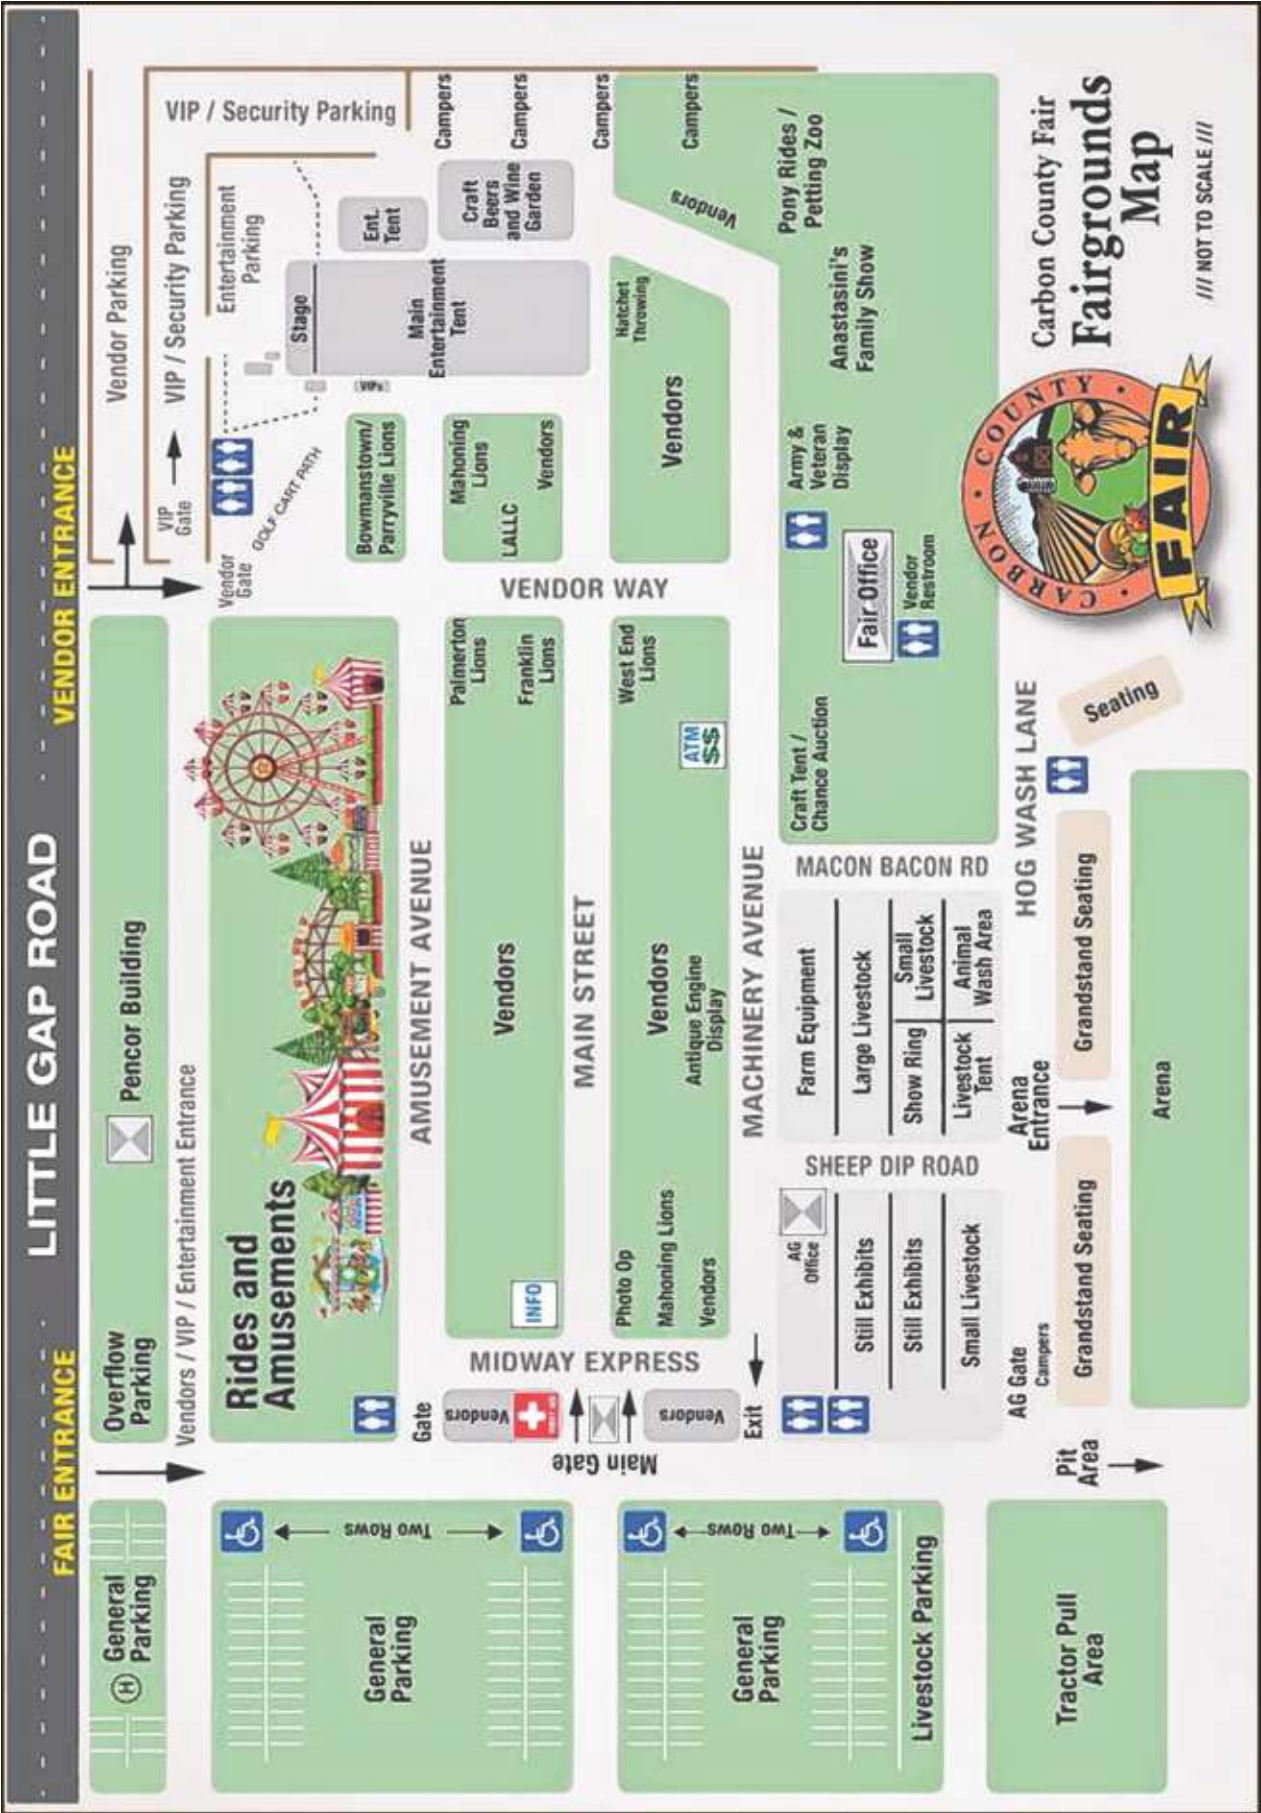 LITTLE GAP ROAD
FAIR ENTRANCE
VENDOR ENTRANCE
H
General
Parking
Overflow
Parking
Pencor Building
Vendor Parking
Vendors / VIP / Entertainment Entrance
VIP
Gate
VIP / Security Parking
VIP / Security Parking
Vendor
Gate
GOLF CART PATH
Entertainment
Parking
Rides and
Amusements
Two Rows
General
Parking
Stage
Main
Entertainment
Tent
VIPs
Ent.
Tent
Craft
Beers
and Wine
Garden
Campers
Campers
Campers
Campers
Bowmanstown/
Parryville Lions
Mahoning
Lions
LALLC
Vendors
AMUSEMENT AVENUE
Gate
Vendors
FIRST AID
MIDWAY EXPRESS
INFO
Vendors
Palmerton
Lions
Franklin
Lions
VENDOR WAY
Main Gate
MAIN STREET
Vendors
Exit
Photo Op
Mahoning Lions
Vendors
Vendors
Antique Engine
Display
West End
Lions
ATM
$$
Hatchet
Throwing
Vendors
Vendors
Two Rows
General
Parking
Livestock Parking
MACHINERY AVENUE
AG
Office
Still Exhibits
Still Exhibits
Small Livestock
SHEEP DIP ROAD
Farm Equipment
Large Livestock
Show Ring
Small
Livestock
Livestock
Tent
Animal
Wash Area
MACON BACON RD
Craft Tent /
Chance Auction
Fair Office
Vendor
Restroom
Army &
Veteran
Display
Anastasini's
Family Show
Pony Rides /
Petting Zoo
HOG WASH LANE
AG Gate
Campers
Arena
Entrance
Pit
Area
Tractor Pull
Area
Grandstand Seating
Grandstand Seating
Seating
Arena
CARBON • COUNTY
FAIR
Carbon County Fair
Fairgrounds
Map
/// NOT TO SCALE ///